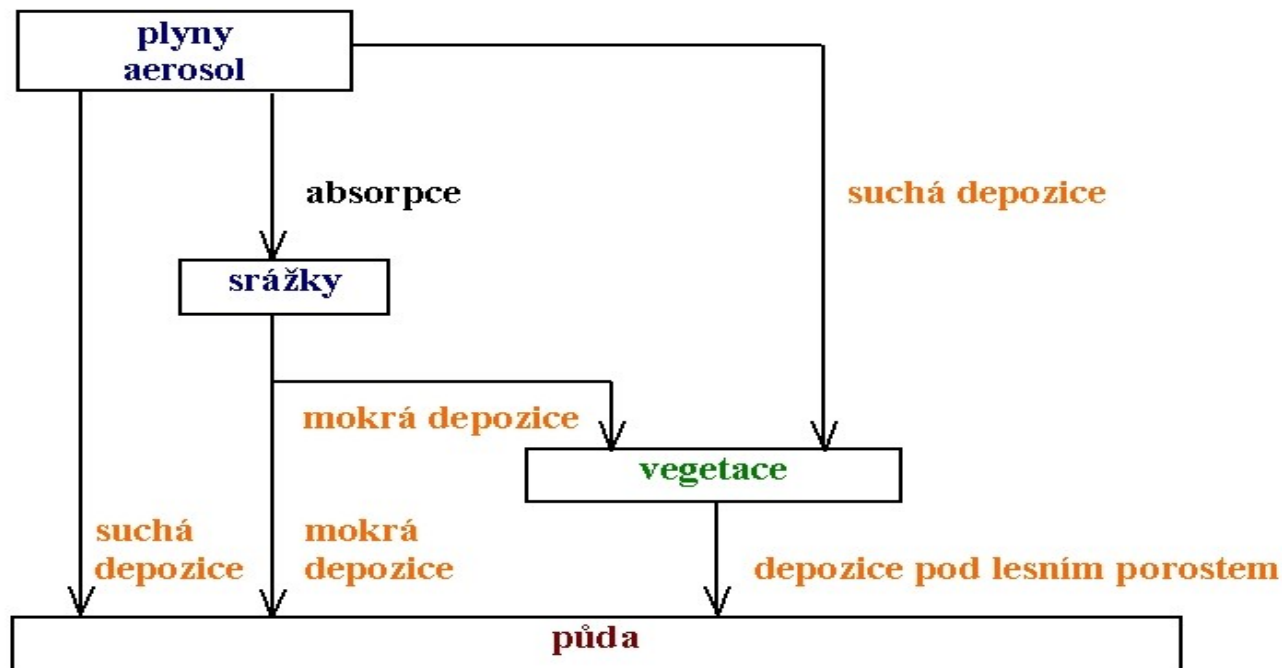 plyny
aerosol
absorpce
suchá depozice
srážky
mokrá depozice
vegetace
suchá
depozice
mokrá
depozice
depozice pod lesním porostem
půda